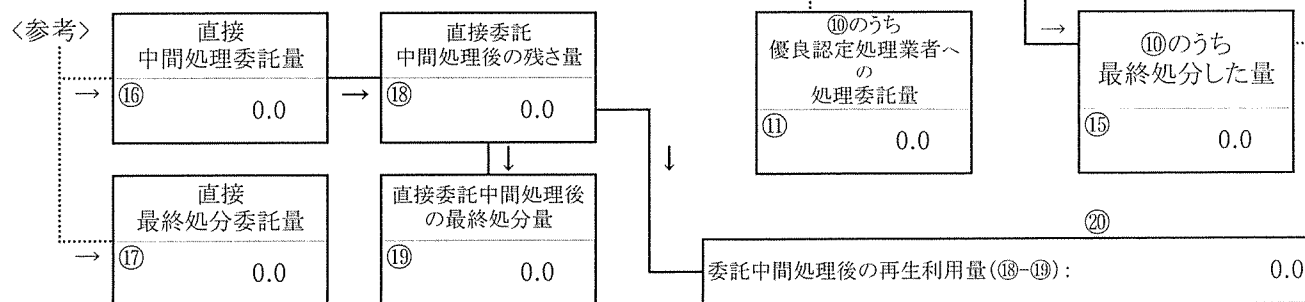 〈参考〉
直接
中間処理委託量
→
⑯
0.0
→
直接委託
中間処理後の残さ量
⑱
0.0
⑩のうち
優良認定処理業者へ
の
処理委託量
⑪
0.0
→
⑩のうち
最終処分した量
⑮
0.0
↓
↓
直接
最終処分委託量
→
⑰
0.0
直接委託中間処理後
の最終処分量
⑲
0.0
⑳
委託中間処理後の再生利用量(⑱-⑲):
0.0